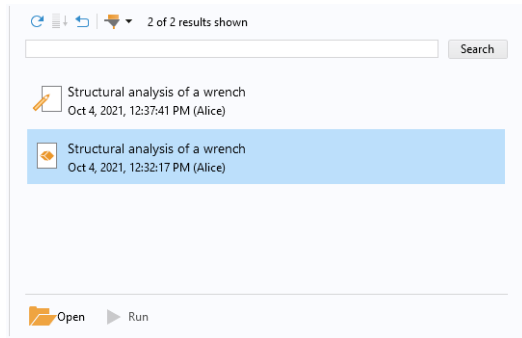 2 of 2 results shown
Search
Structural analysis of a wrench
Oct 4, 2021, 12:37:41 PM (Alice)
Structural analysis of a wrench
Oct 4, 2021, 12:32:17 PM (Alice)
Open Run